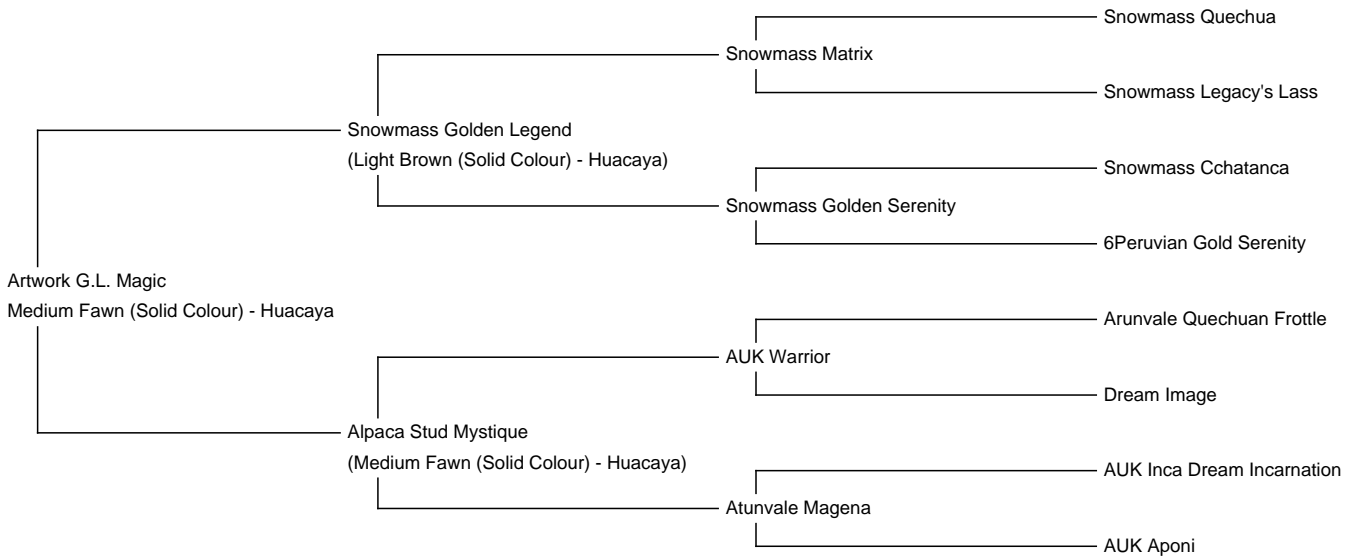 Snowmass Quechua
Snowmass Matrix
Snowmass Legacy's Lass
Snowmass Golden Legend
(Light Brown (Solid Colour) - Huacaya)
Snowmass Cchatanca
Snowmass Golden Serenity
6Peruvian Gold Serenity
Artwork G.L. Magic
Medium Fawn (Solid Colour) - Huacaya
Arunvale Quechuan Frottle
AUK Warrior
Dream Image
Alpaca Stud Mystique
(Medium Fawn (Solid Colour) - Huacaya)
AUK Inca Dream Incarnation
Atunvale Magena
AUK Aponi